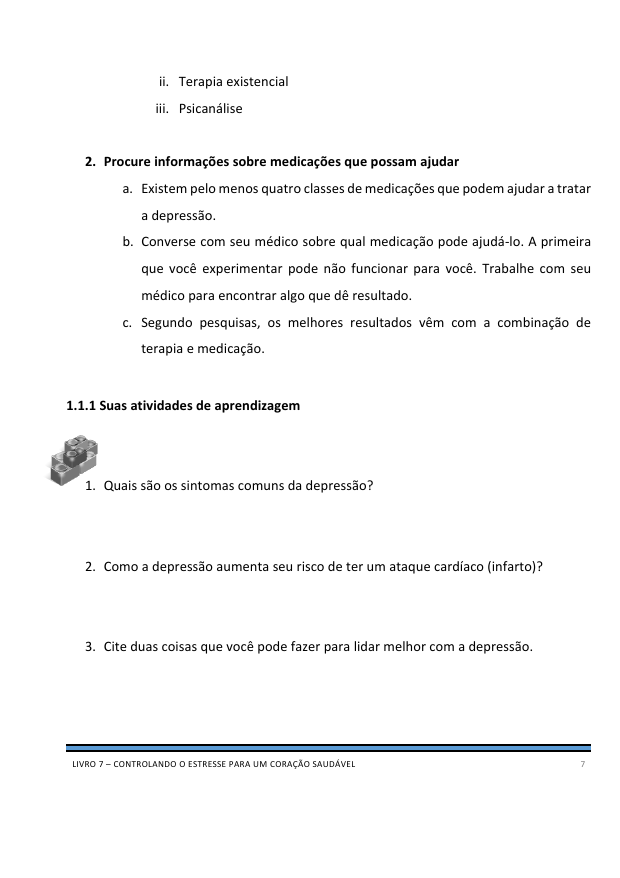 ii. Terapia existencial
iii. Psicanálise
2. Procure informações sobre medicações que possam ajudar
a. Existem pelo menos quatro classes de medicações que podem ajudar a tratar
a depressão.
b. Converse com seu médico sobre qual medicação pode ajudá-lo. A primeira
que você experimentar pode não funcionar para você. Trabalhe com seu
médico para encontrar algo que dê resultado.
c. Segundo pesquisas, os melhores resultados vêm com a combinação de
terapia e medicação.
1.1.1 Suas atividades de aprendizagem
1. Quais são os sintomas comuns da depressão?
2. Como a depressão aumenta seu risco de ter um ataque cardíaco (infarto)?
3. Cite duas coisas que você pode fazer para lidar melhor com a depressão.
LIVRO 7 – CONTROLANDO O ESTRESSE PARA UM CORAÇÃO SAUDÁVEL 7